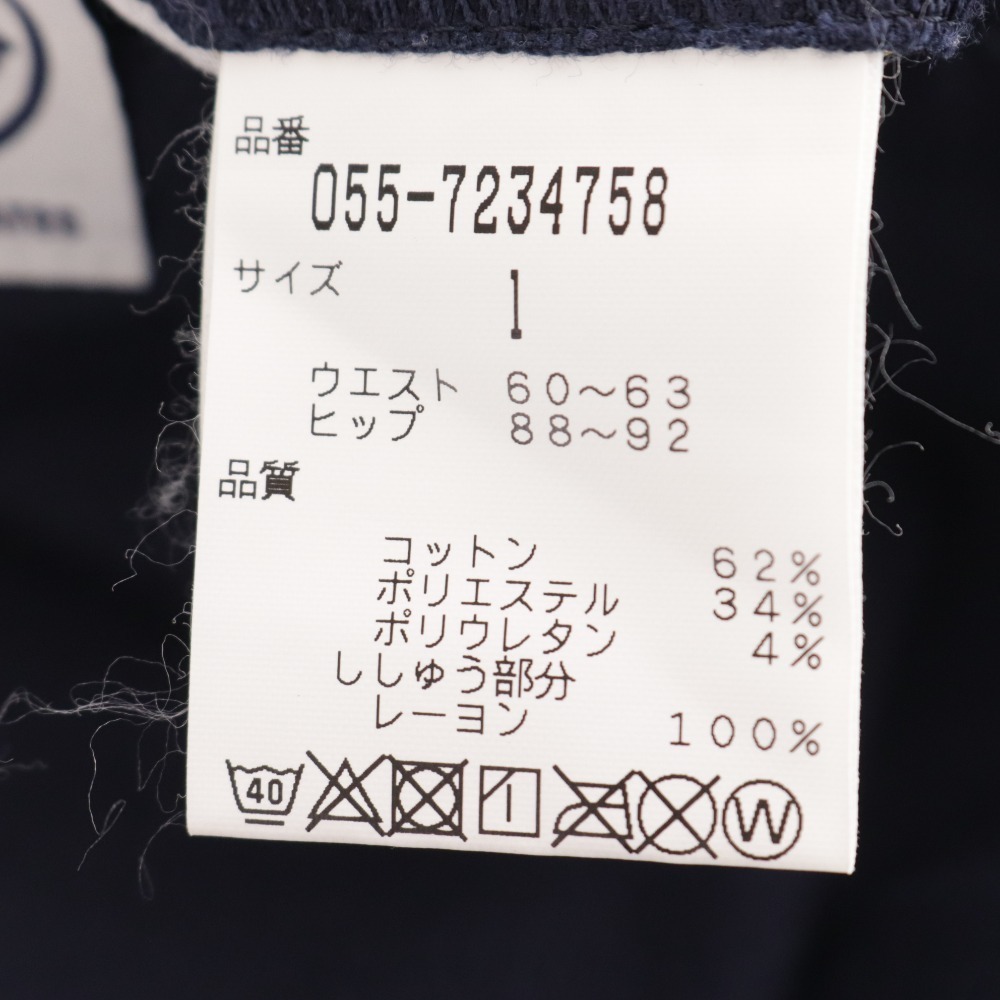 品番
055-7234758
サイズ 1
ウエスト 60～63
ヒップ 88～92
品質
コットン 62%
ポリエステル 34%
ポリウレタン 4%
ししゅう部分
レーヨン 100%
40 W